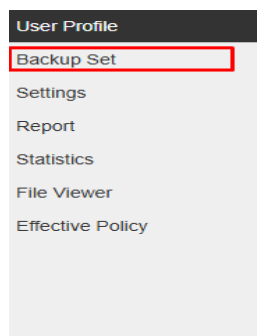 User Profile
Backup Set
Settings
Report
Statistics
File Viewer
Effective Policy